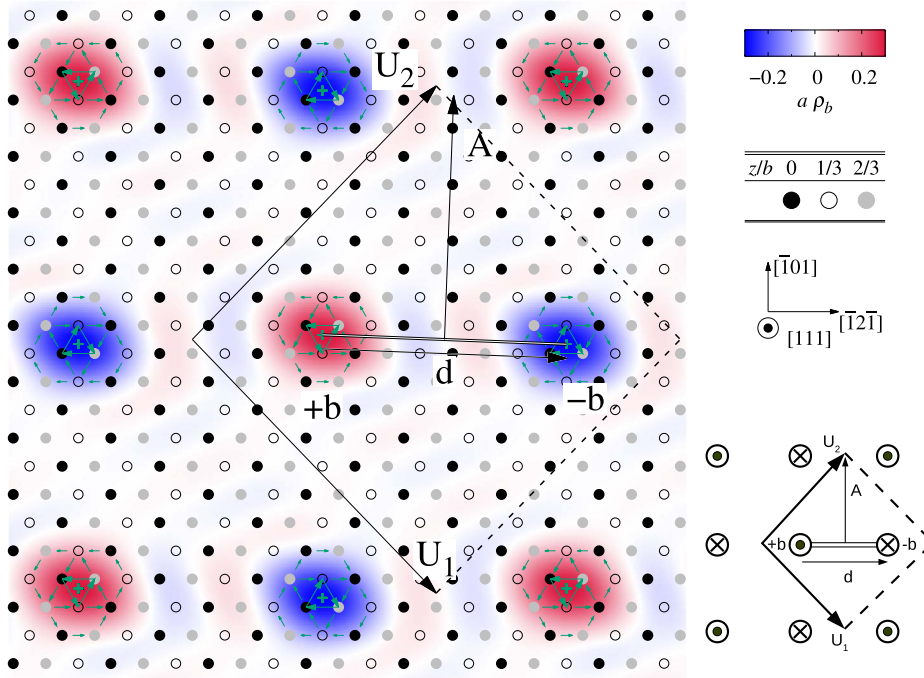 U₂
A
d
+b
−b
U₁
−0.2 0 0.2
a ρ_b
z/b 0 1/3 2/3
[1̅01]
[1̅21̅]
[111]
U₂
A
+b
-b
d
U₁